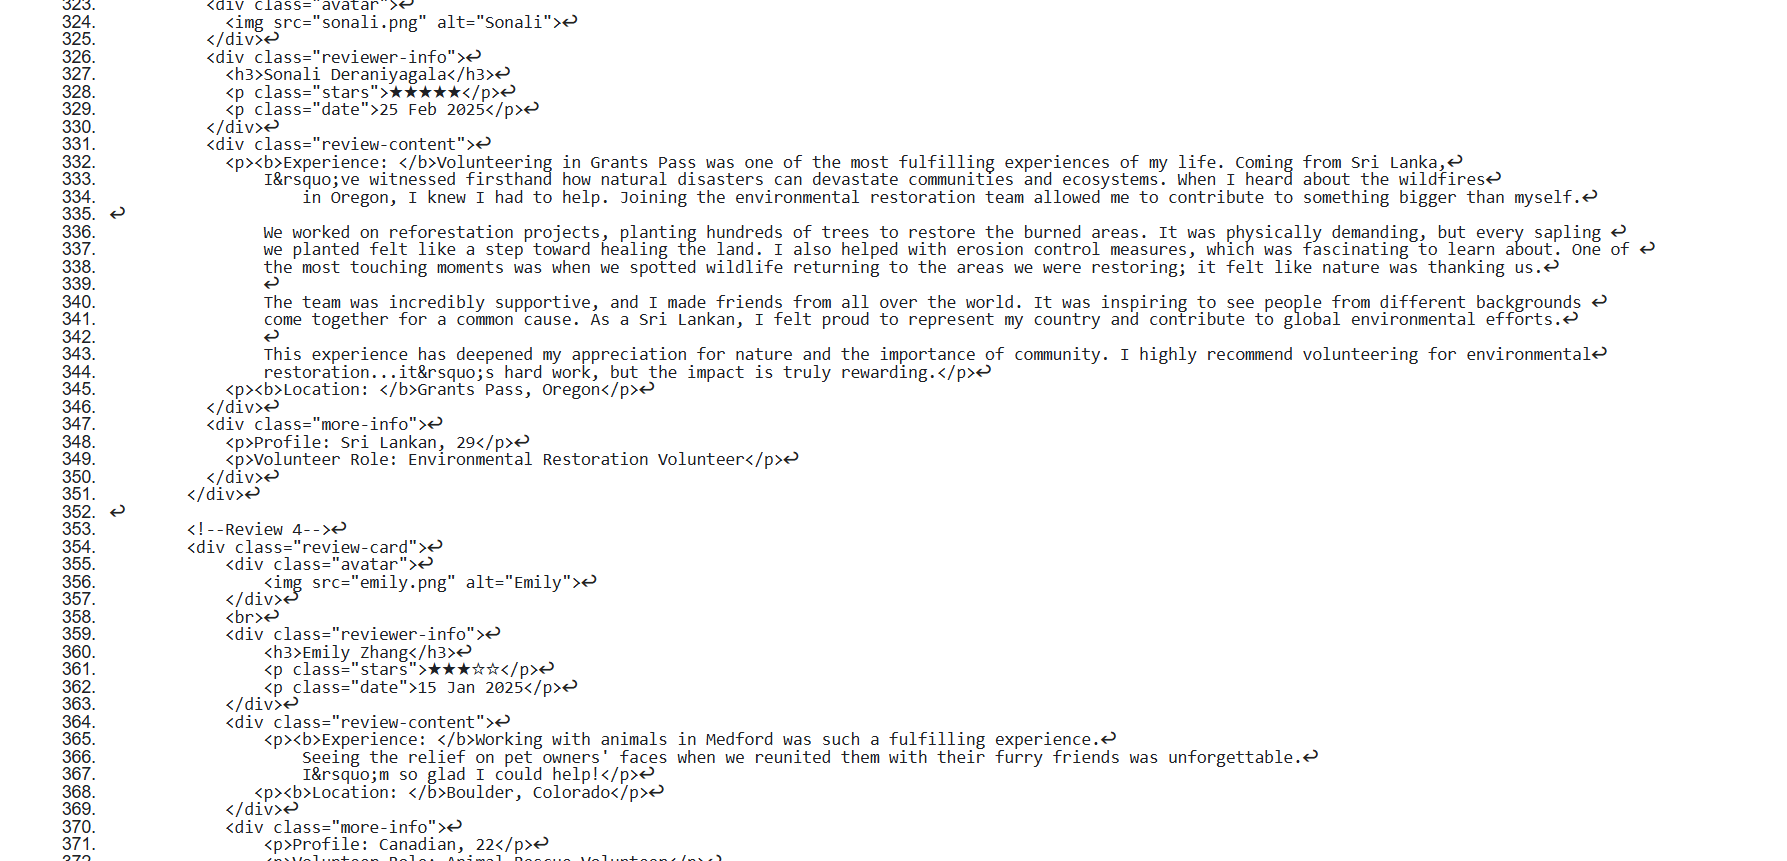 323. <div class="avatar">↩
324. <img src="sonali.png" alt="Sonali">↩
325. </div>↩
326. <div class="reviewer-info">↩
327. <h3>Sonali Deraniyagala</h3>↩
328. <p class="stars">★★★★★</p>↩
329. <p class="date">25 Feb 2025</p>↩
330. </div>↩
331. <div class="review-content">↩
332. <p><b>Experience: </b>Volunteering in Grants Pass was one of the most fulfilling experiences of my life. Coming from Sri Lanka,↩
333. I&rsquo;ve witnessed firsthand how natural disasters can devastate communities and ecosystems. When I heard about the wildfires↩
334. in Oregon, I knew I had to help. Joining the environmental restoration team allowed me to contribute to something bigger than myself.↩
335. ↩
336. We worked on reforestation projects, planting hundreds of trees to restore the burned areas. It was physically demanding, but every sapling ↩
337. we planted felt like a step toward healing the land. I also helped with erosion control measures, which was fascinating to learn about. One of ↩
338. the most touching moments was when we spotted wildlife returning to the areas we were restoring; it felt like nature was thanking us.↩
339. ↩
340. The team was incredibly supportive, and I made friends from all over the world. It was inspiring to see people from different backgrounds ↩
341. come together for a common cause. As a Sri Lankan, I felt proud to represent my country and contribute to global environmental efforts.↩
342. ↩
343. This experience has deepened my appreciation for nature and the importance of community. I highly recommend volunteering for environmental↩
344. restoration...it&rsquo;s hard work, but the impact is truly rewarding.</p>↩
345. <p><b>Location: </b>Grants Pass, Oregon</p>↩
346. </div>↩
347. <div class="more-info">↩
348. <p>Profile: Sri Lankan, 29</p>↩
349. <p>Volunteer Role: Environmental Restoration Volunteer</p>↩
350. </div>↩
351. </div>↩
352. ↩
353. <!--Review 4-->↩
354. <div class="review-card">↩
355. <div class="avatar">↩
356. <img src="emily.png" alt="Emily">↩
357. </div>↩
358. <br>↩
359. <div class="reviewer-info">↩
360. <h3>Emily Zhang</h3>↩
361. <p class="stars">★★★☆☆</p>↩
362. <p class="date">15 Jan 2025</p>↩
363. </div>↩
364. <div class="review-content">↩
365. <p><b>Experience: </b>Working with animals in Medford was such a fulfilling experience.↩
366. Seeing the relief on pet owners' faces when we reunited them with their furry friends was unforgettable.↩
367. I&rsquo;m so glad I could help!</p>↩
368. <p><b>Location: </b>Boulder, Colorado</p>↩
369. </div>↩
370. <div class="more-info">↩
371. <p>Profile: Canadian, 22</p>↩
372. <p>Volunteer Role: Animal Rescue Volunteer</p>↩